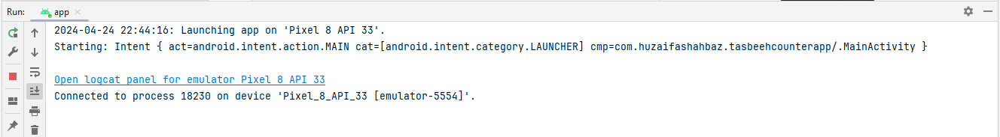 Run: app
2024-04-24 22:44:16: Launching app on 'Pixel 8 API 33'.
Starting: Intent { act=android.intent.action.MAIN cat=[android.intent.category.LAUNCHER] cmp=com.huzaifashahbaz.tasbeehcounterapp/.MainActivity }
Open logcat panel for emulator Pixel 8 API 33
Connected to process 18230 on device 'Pixel_8_API_33 [emulator-5554]'.